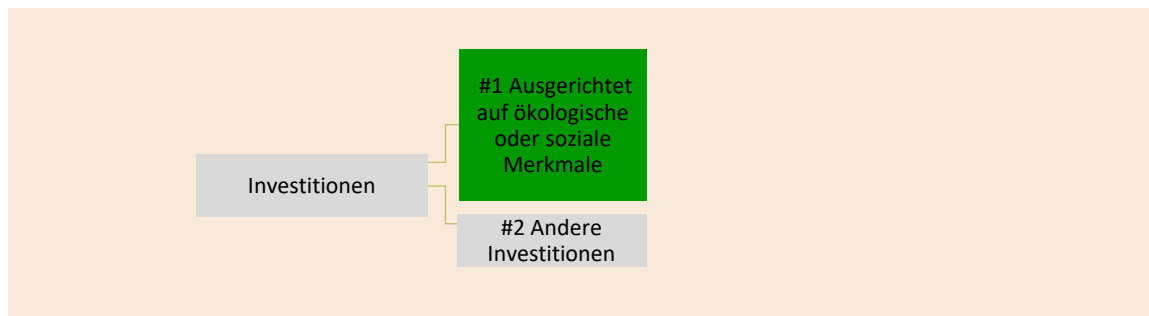 #1 Ausgerichtet
auf ökologische
oder soziale
Merkmale
Investitionen
#2 Andere
Investitionen